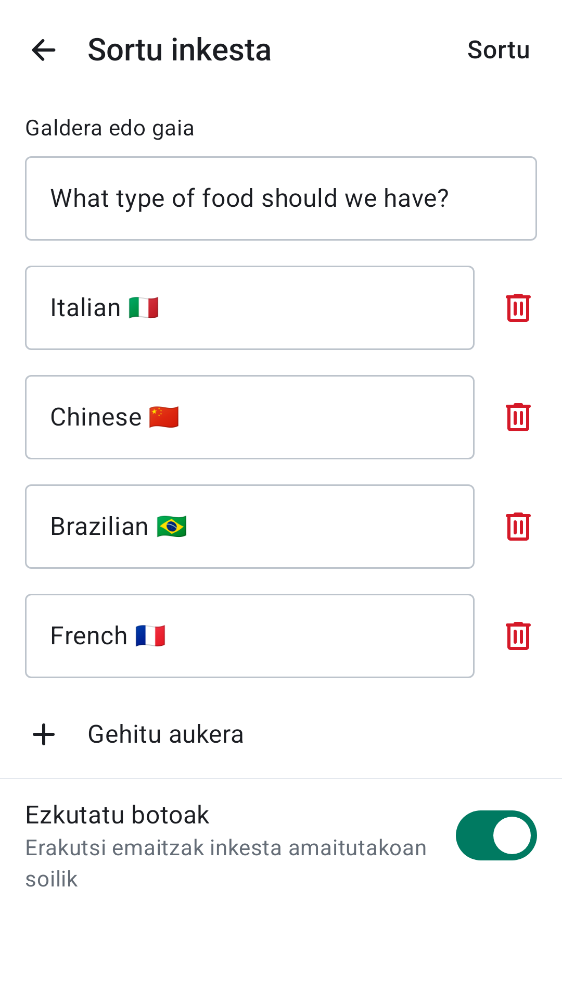 Sortu inkesta
Sortu
Galdera edo gaia
What type of food should we have?
Italian 🇮🇹
Chinese 🇨🇳
Brazilian 🇧🇷
French 🇫🇷
Gehitu aukera
Ezkutatu botoak
Erakutsi emaitzak inkesta amaitutakoan
soilik